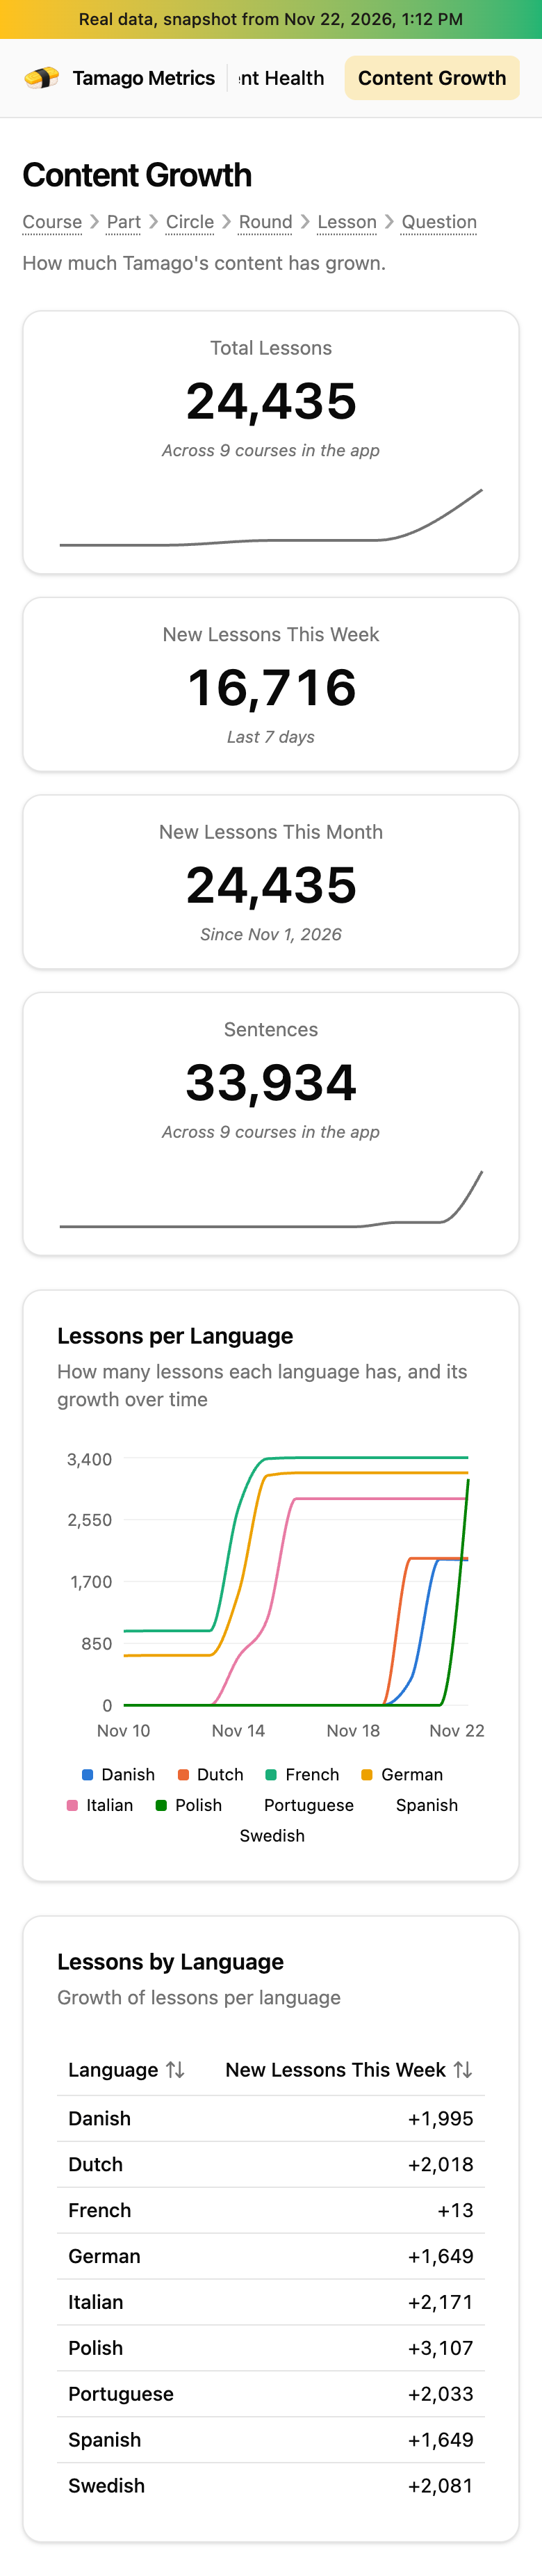 Real data, snapshot from Nov 22, 2026, 1:12 PM
Tamago Metrics
Health
Content Growth
Content Growth
Course
Part
Circle
Round
Lesson
Question
How much Tamago's content has grown.
Total Lessons
24,435
Across 9 courses in the app
New Lessons This Week
16,716
Last 7 days
New Lessons This Month
24,435
Since Nov 1, 2026
Sentences
33,934
Across 9 courses in the app
Lessons per Language
How many lessons each language has, and its
growth over time
3,400
2,550
1,700
850
0
Nov 10 Nov 14 Nov 18 Nov 22
Danish Dutch French German
Italian Polish Portuguese Spanish
Swedish
Lessons by Language
Growth of lessons per language
Language New Lessons This Week
Danish +1,995
Dutch +2,018
French +13
German +1,649
Italian +2,171
Polish +3,107
Portuguese +2,033
Spanish +1,649
Swedish +2,081